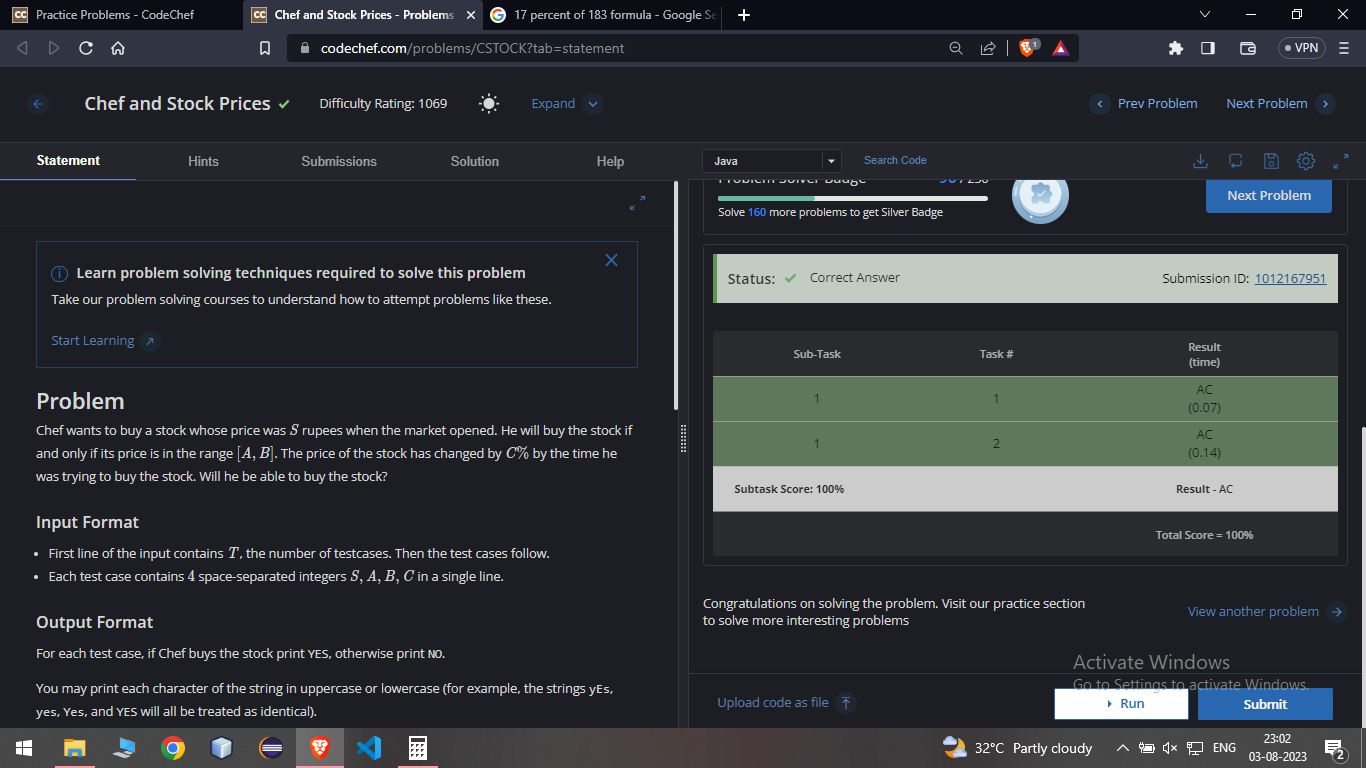 Practice Problems - CodeChef
Chef and Stock Prices - Problems
17 percent of 183 formula - Google Se
codechef.com/problems/CSTOCK?tab=statement
1
VPN
Chef and Stock Prices
Difficulty Rating: 1069
Expand
Prev Problem
Next Problem
Statement
Hints
Submissions
Solution
Help
Learn problem solving techniques required to solve this problem
Take our problem solving courses to understand how to attempt problems like these.
Start Learning
Problem
Chef wants to buy a stock whose price was S rupees when the market opened. He will buy the stock if
and only if its price is in the range [A, B]. The price of the stock has changed by C% by the time he
was trying to buy the stock. Will he be able to buy the stock?
Input Format
• First line of the input contains T, the number of testcases. Then the test cases follow.
• Each test case contains 4 space-separated integers S, A, B, C in a single line.
Output Format
For each test case, if Chef buys the stock print YES, otherwise print NO.
You may print each character of the string in uppercase or lowercase (for example, the strings yEs,
yes, Yes, and YES will all be treated as identical).
Java
Search Code
Problem Solver Badge
90 / 250
Solve 160 more problems to get Silver Badge
Next Problem
Status:
Correct Answer
Submission ID: 1012167951
Sub-Task
Task #
Result
(time)
1
1
AC
(0.07)
1
2
AC
(0.14)
Subtask Score: 100%
Result - AC
Total Score = 100%
Congratulations on solving the problem. Visit our practice section
to solve more interesting problems
View another problem
Activate Windows
Go to Settings to activate Windows.
Upload code as file
Run
Submit
32°C Partly cloudy
ENG
23:02
03-08-2023
2